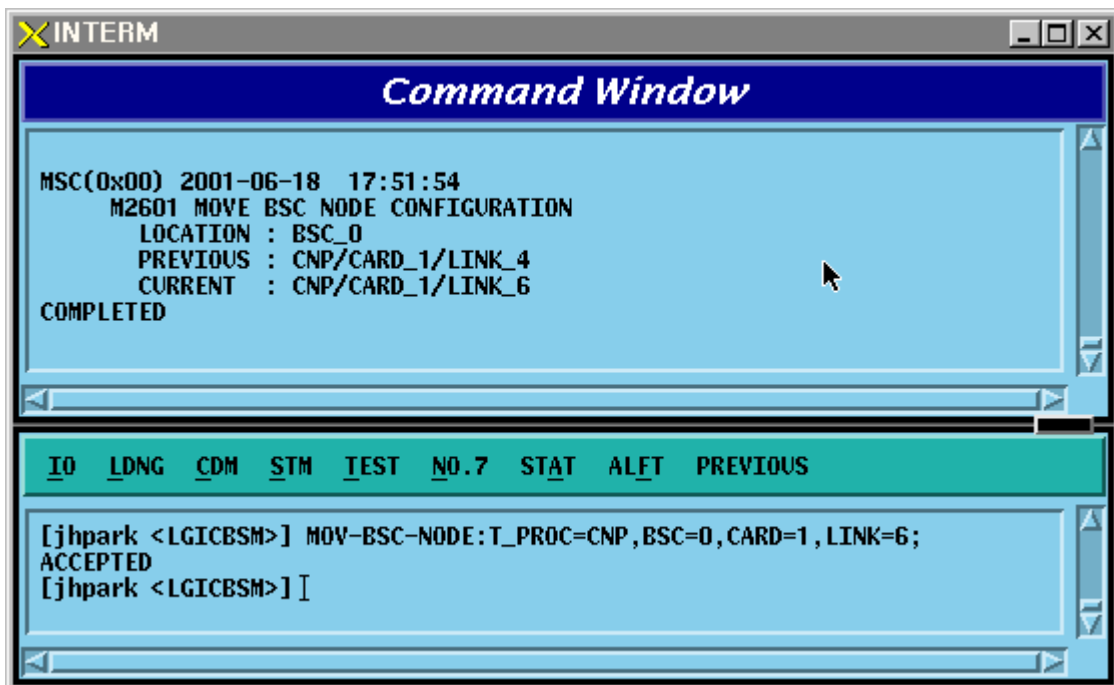 INTERM
Command Window
MSC(0x00) 2001-06-18 17:51:54
M2601 MOVE BSC NODE CONFIGURATION
LOCATION : BSC_0
PREVIOUS : CNP/CARD_1/LINK_4
CURRENT : CNP/CARD_1/LINK_6
COMPLETED
IO LDNG CDM STM TEST NO.7 STAT ALFT PREVIOUS
[jhpark <LGICBSM>] MOV-BSC-NODE:T_PROC=CNP,BSC=0,CARD=1,LINK=6;
ACCEPTED
[jhpark <LGICBSM>]